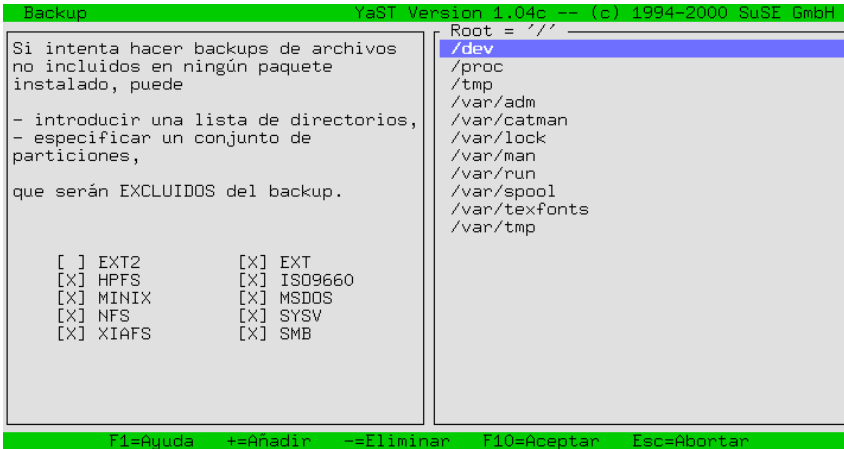 Backup YaST Version 1.04c -- (c) 1994-2000 SuSE GmbH
Si intenta hacer backups de archivos
no incluidos en ningún paquete
instalado, puede
- introducir una lista de directorios,
- especificar un conjunto de
particiones,
que serán EXCLUIDOS del backup.
[ ] EXT2 [X] EXT
[X] HPFS [X] ISO9660
[X] MINIX [X] MSDOS
[X] NFS [X] SYSV
[X] XIAFS [X] SMB
Root = '/'
/dev
/proc
/tmp
/var/adm
/var/catman
/var/lock
/var/man
/var/run
/var/spool
/var/texfonts
/var/tmp
F1=Ayuda +=Añadir -=Eliminar F10=Aceptar Esc=Abortar